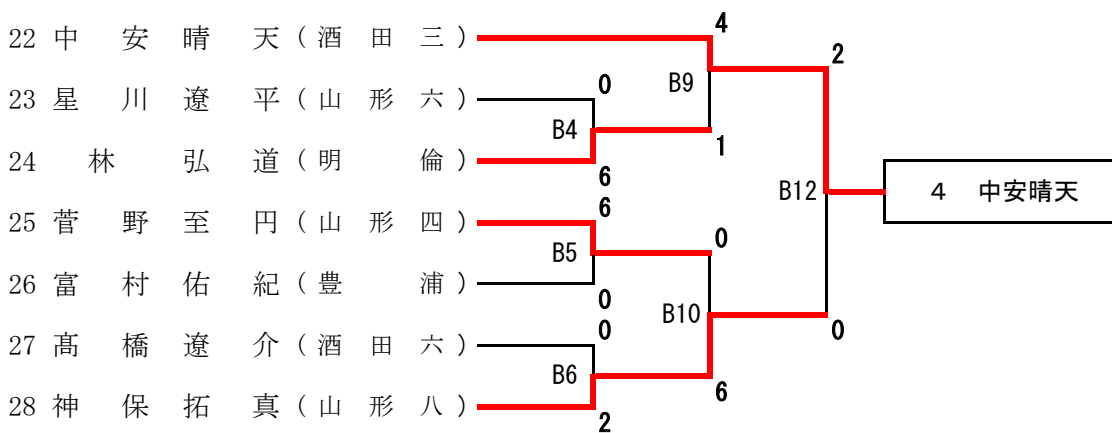 22 中安晴天（酒田三）
23 星川遼平（山形六）
24 林弘道（明倫）
25 菅野至円（山形四）
26 富村佑紀（豊浦）
27 髙橋遼介（酒田六）
28 神保拓真（山形八）
0
B4
6
6
B5
0
0
B6
2
4
B9
1
0
B10
6
2
B12
0
4 中安晴天